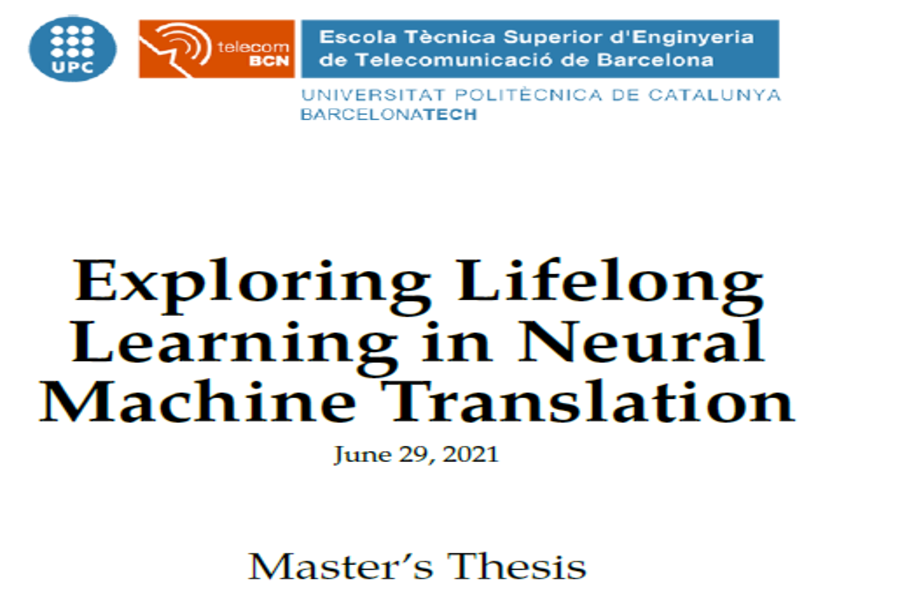 UPC
telecom
BCN
Escola Tècnica Superior d'Enginyeria
de Telecomunicació de Barcelona
UNIVERSITAT POLITÈCNICA DE CATALUNYA
BARCELONATECH
Exploring Lifelong
Learning in Neural
Machine Translation
June 29, 2021
Master's Thesis